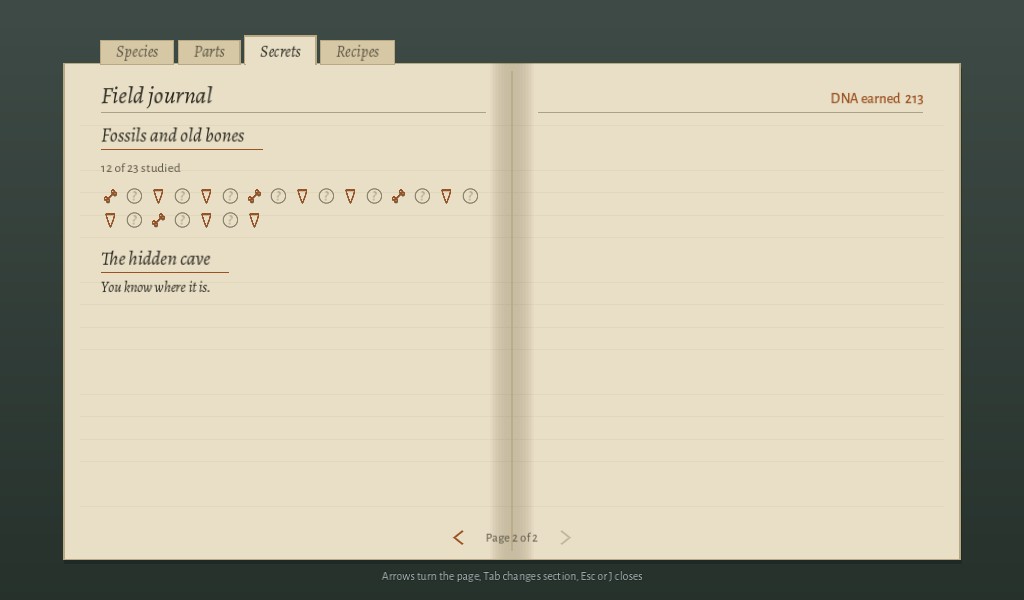 Species Parts Secrets Recipes
Field journal
DNA earned 213
Fossils and old bones
12 of 23 studied
? ? ? ? ? ? ? ?
? ? ?
The hidden cave
You know where it is.
Page 2 of 2
Arrows turn the page, Tab changes section, Esc or J closes